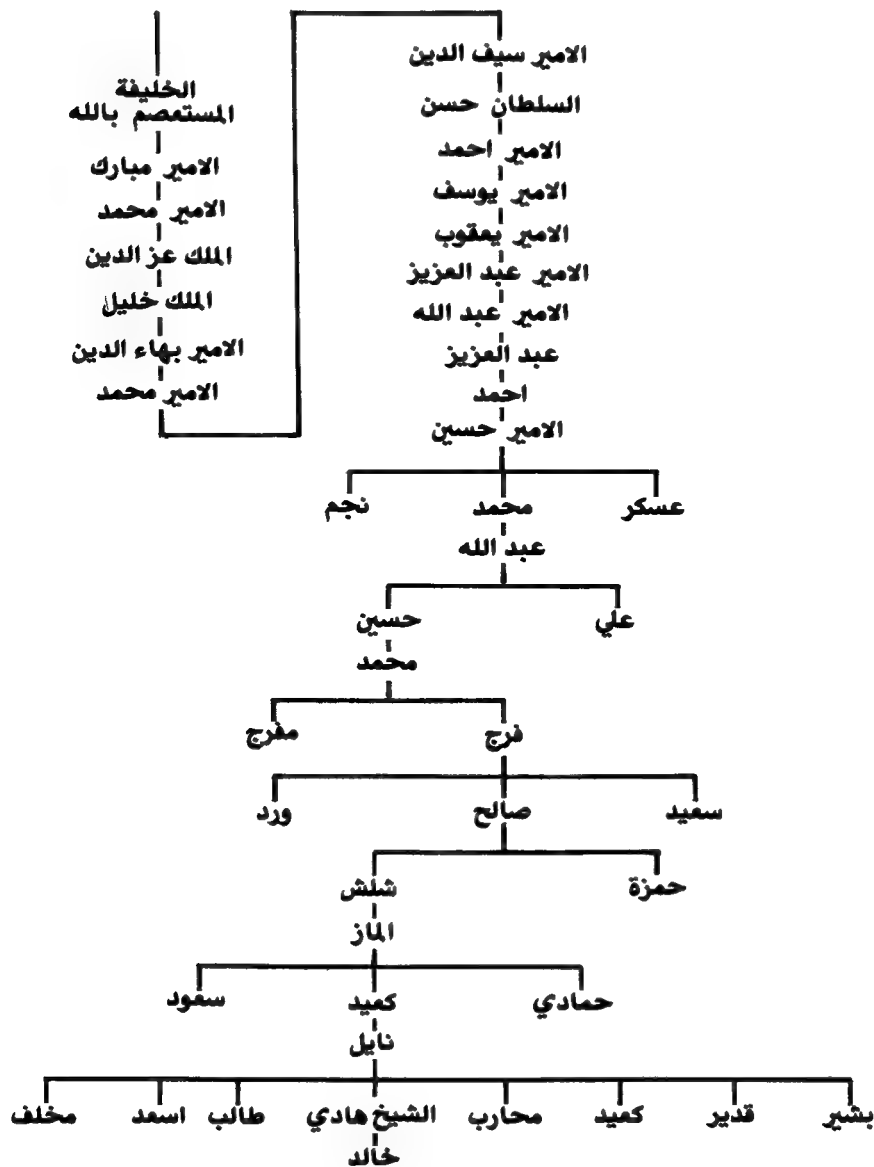 الخليفة
المستعصم بالله
الامير مبارك
الامير محمد
الملك عز الدين
الملك خليل
الامير بهاء الدين
الامير محمد
الامير سيف الدين
السلطان حسن
الامير احمد
الامير يوسف
الامير يعقوب
الامير عبد العزيز
الامير عبد الله
عبد العزيز
احمد
الامير حسين
عسكر محمد نجم
عبد الله
علي حسين
محمد
فرج مفرج
سعيد صالح ورد
حمزة شلش
الماز
حمادي كعيد سعود
نايل
بشير قدير كعيد محارب الشيخ هادي طالب اسعد مخلف
خالد